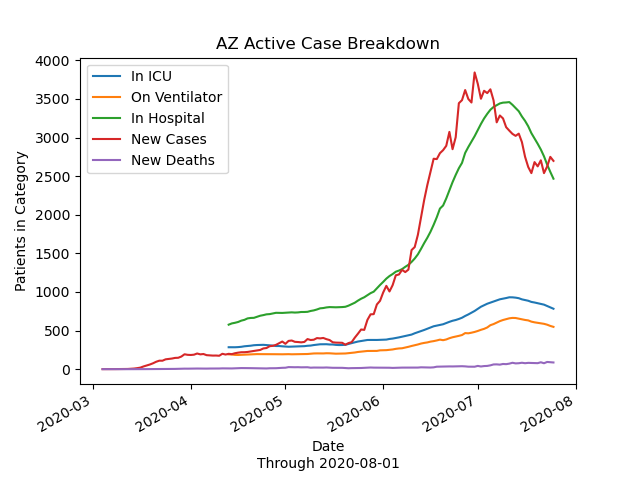 AZ Active Case Breakdown
In ICU
On Ventilator
In Hospital
New Cases
New Deaths
Patients in Category
4000
3500
3000
2500
2000
1500
1000
500
0
2020-03
2020-04
2020-05
2020-06
2020-07
2020-08
Date
Through 2020-08-01